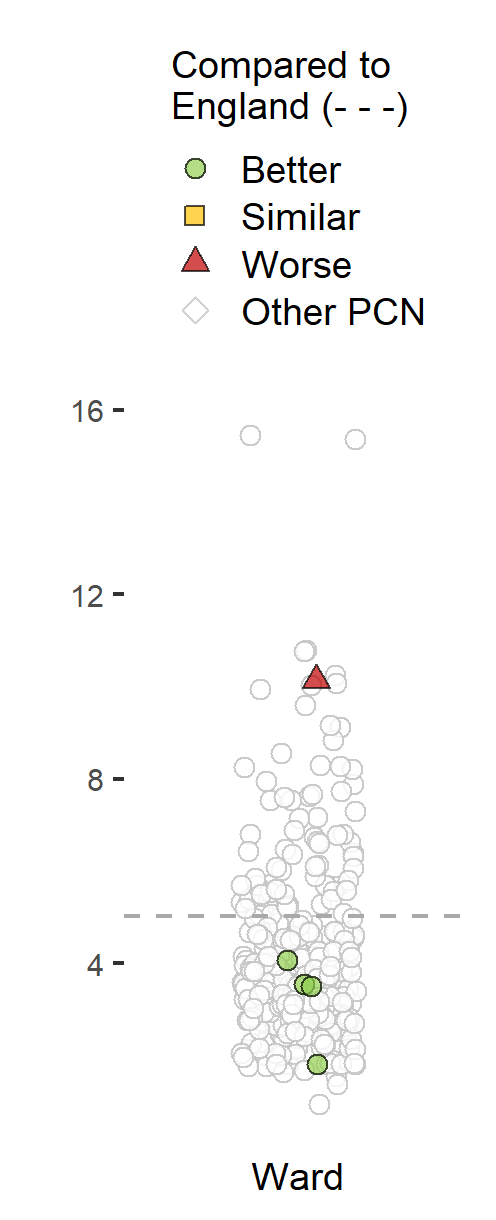 Compared to
England (- - -)
Better
Similar
Worse
Other PCN
16
12
8
4
Ward